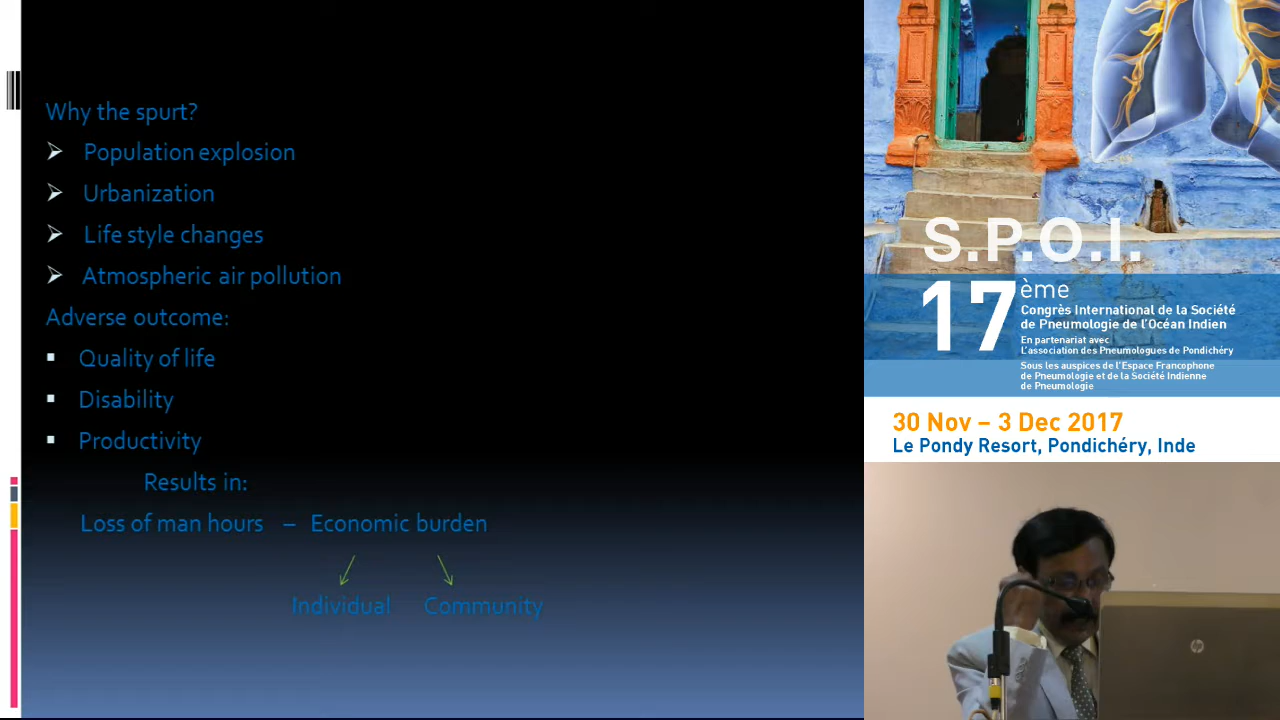 Why the spurt?
Population explosion
Urbanization
Life style changes
Atmospheric air pollution
Adverse outcome:
Quality of life
Disability
Productivity
Results in:
Loss of man hours – Economic burden
Individual Community
S.P.O.I.
17ème
Congrès International de la Société
de Pneumologie de l'Océan Indien
En partenariat avec
L'association des Pneumologues de Pondichéry
Sous les auspices de l'Espace Francophone
de Pneumologie et de la Société Indienne
de Pneumologie
30 Nov – 3 Dec 2017
Le Pondy Resort, Pondichéry, Inde
hp